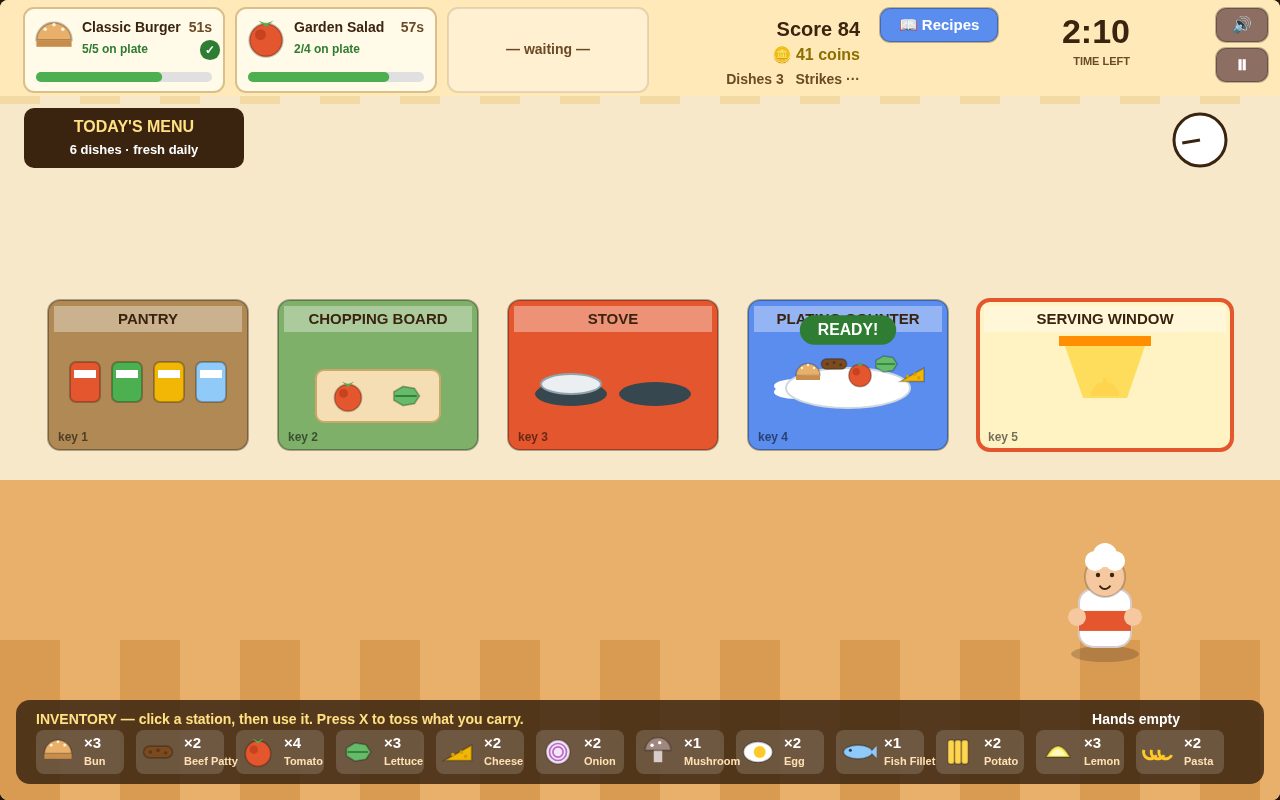 Classic Burger 51s
5/5 on plate
✓
Garden Salad 57s
2/4 on plate
— waiting —
Score 84
🪙 41 coins
Dishes 3 Strikes ···
📖 Recipes
2:10
TIME LEFT
TODAY'S MENU
6 dishes · fresh daily
PANTRY
key 1
CHOPPING BOARD
key 2
STOVE
key 3
PLATING COUNTER
READY!
key 4
SERVING WINDOW
key 5
INVENTORY — click a station, then use it. Press X to toss what you carry.
Hands empty
×3
Bun
×2
Beef Patty
×4
Tomato
×3
Lettuce
×2
Cheese
×2
Onion
×1
Mushroom
×2
Egg
×1
Fish Fillet
×2
Potato
×3
Lemon
×2
Pasta